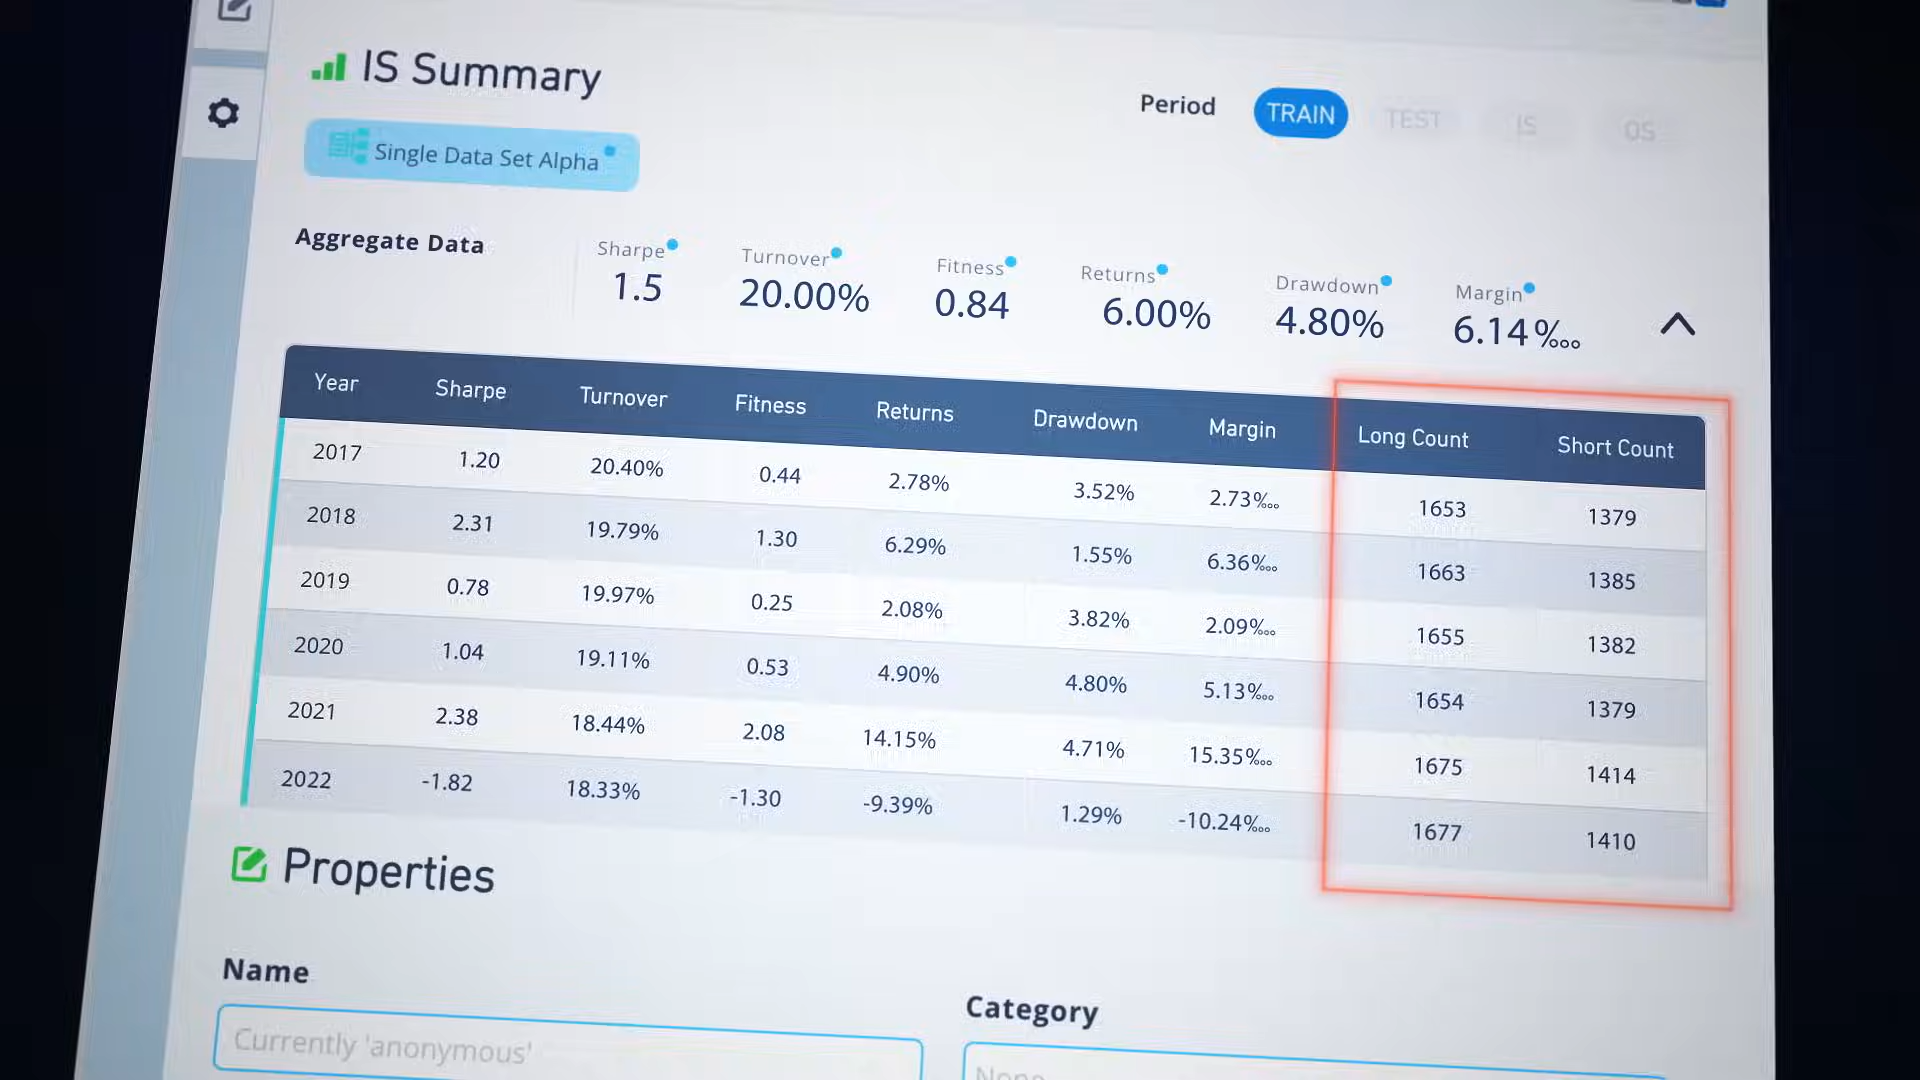 IS Summary
Period TRAIN TEST IS OS
Single Data Set Alpha
Aggregate Data
Sharpe Turnover Fitness Returns Drawdown Margin
1.5 20.00% 0.84 6.00% 4.80% 6.14‱
Year Sharpe Turnover Fitness Returns Drawdown Margin Long Count Short Count
2017 1.20 20.40% 0.44 2.78% 3.52% 2.73‱ 1653 1379
2018 2.31 19.79% 1.30 6.29% 1.55% 6.36‱ 1663 1385
2019 0.78 19.97% 0.25 2.08% 3.82% 2.09‱ 1655 1382
2020 1.04 19.11% 0.53 4.90% 4.80% 5.13‱ 1654 1379
2021 2.38 18.44% 2.08 14.15% 4.71% 15.35‱ 1675 1414
2022 -1.82 18.33% -1.30 -9.39% 1.29% -10.24‱ 1677 1410
Properties
Name
Currently 'anonymous'
Category
None